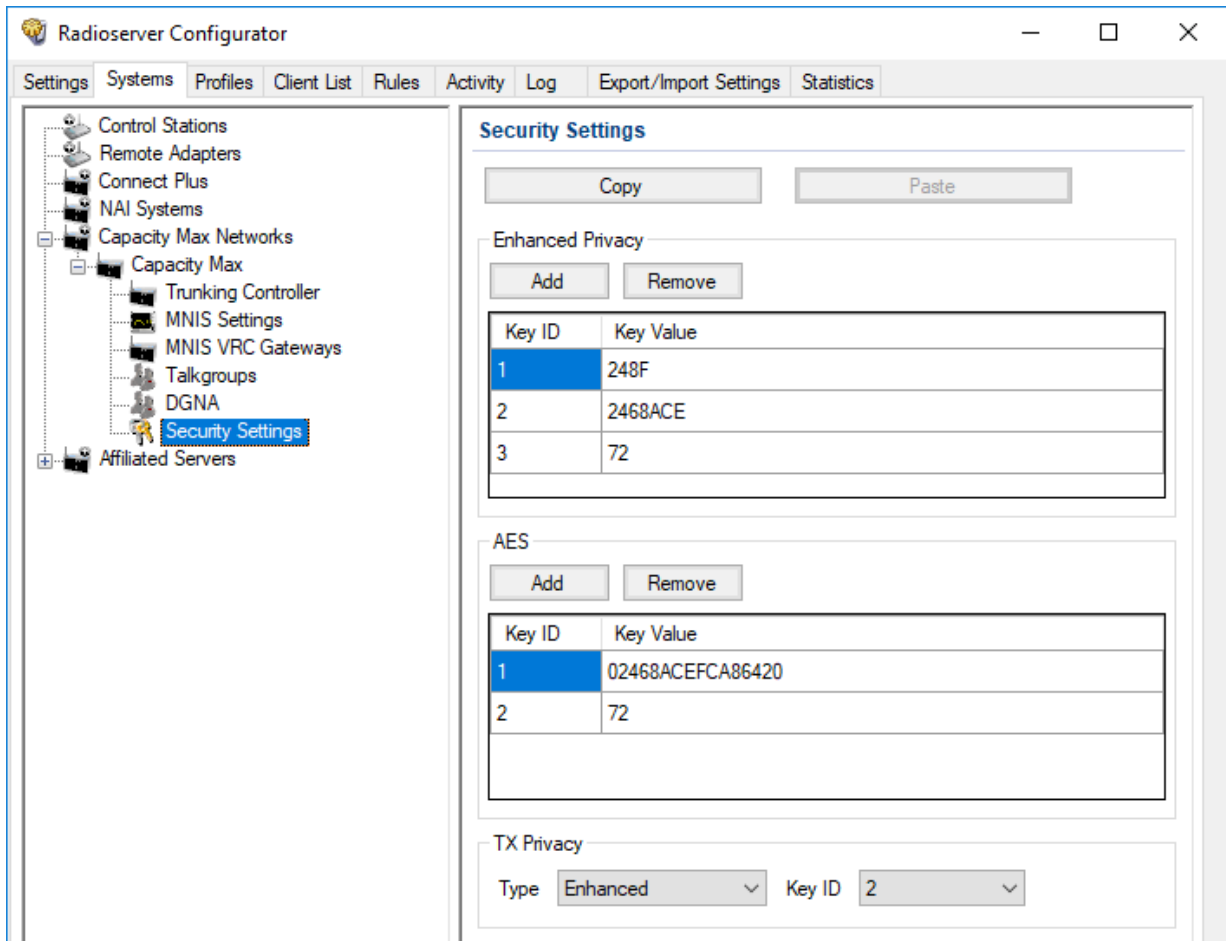 Radioserver Configurator
Settings Systems Profiles Client List Rules Activity Log Export/Import Settings Statistics
Control Stations
Remote Adapters
Connect Plus
NAI Systems
Capacity Max Networks
Capacity Max
Trunking Controller
MNIS Settings
MNIS VRC Gateways
Talkgroups
DGNA
Security Settings
Affiliated Servers
Security Settings
Copy Paste
Enhanced Privacy
Add Remove
Key ID Key Value
1 248F
2 2468ACE
3 72
AES
Add Remove
Key ID Key Value
1 02468ACEFCA86420
2 72
TX Privacy
Type Enhanced Key ID 2